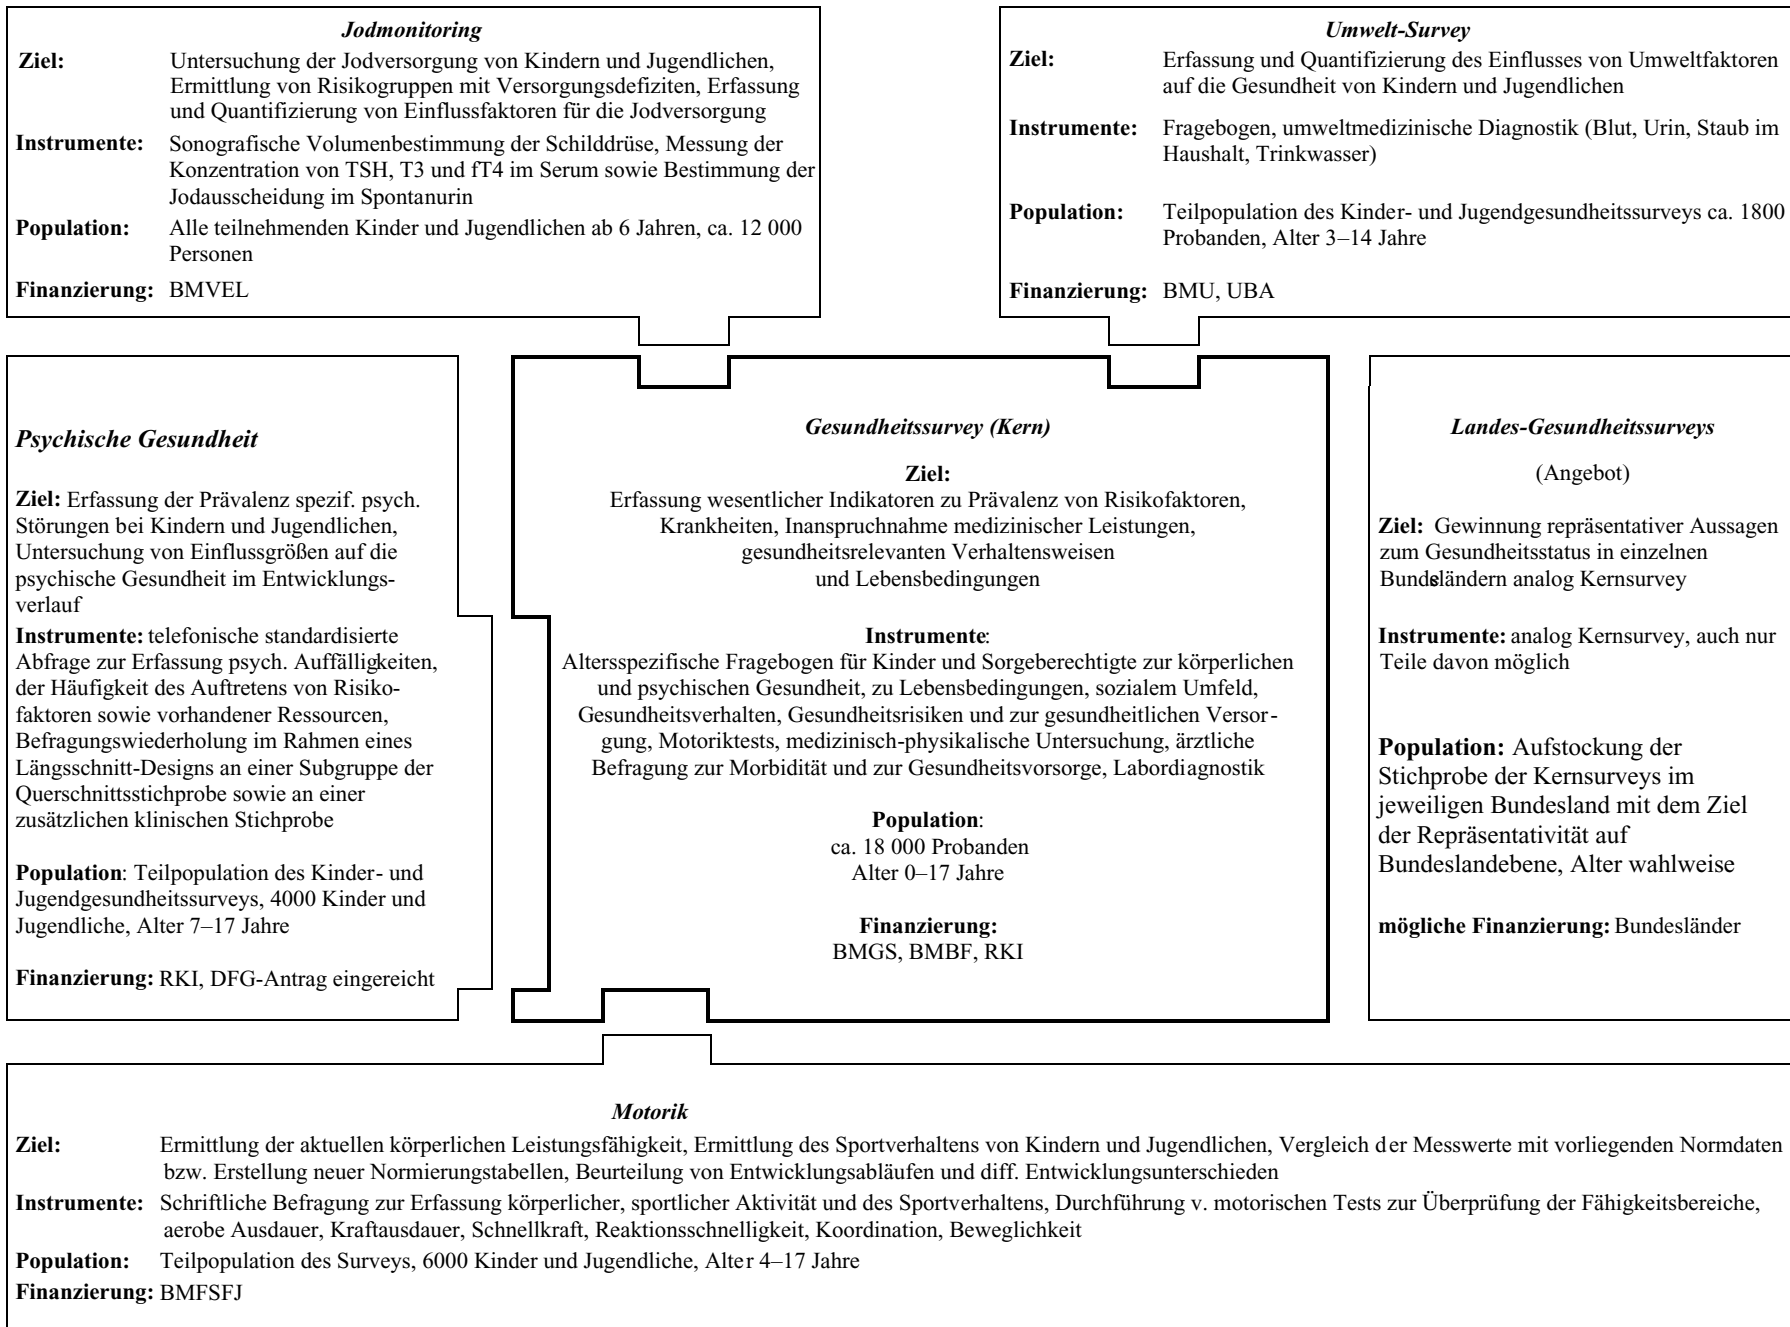 Jodmonitoring
Ziel: Untersuchung der Jodversorgung von Kindern und Jugendlichen,
Ermittlung von Risikogruppen mit Versorgungsdefiziten, Erfassung
und Quantifizierung von Einflussfaktoren für die Jodversorgung
Instrumente: Sonografische Volumenbestimmung der Schilddrüse, Messung der
Konzentration von TSH, T3 und fT4 im Serum sowie Bestimmung der
Jodausscheidung im Spontanurin
Population: Alle teilnehmenden Kinder und Jugendlichen ab 6 Jahren, ca. 12 000
Personen
Finanzierung: BMVEL
Umwelt-Survey
Ziel: Erfassung und Quantifizierung des Einflusses von Umweltfaktoren
auf die Gesundheit von Kindern und Jugendlichen
Instrumente: Fragebogen, umweltmedizinische Diagnostik (Blut, Urin, Staub im
Haushalt, Trinkwasser)
Population: Teilpopulation des Kinder- und Jugendgesundheitssurveys ca. 1800
Probanden, Alter 3–14 Jahre
Finanzierung: BMU, UBA
Psychische Gesundheit
Ziel: Erfassung der Prävalenz spezif. psych.
Störungen bei Kindern und Jugendlichen,
Untersuchung von Einflussgrößen auf die
psychische Gesundheit im Entwicklungs-
verlauf
Instrumente: telefonische standardisierte
Abfrage zur Erfassung psych. Auffälligkeiten,
der Häufigkeit des Auftretens von Risiko-
faktoren sowie vorhandener Ressourcen,
Befragungswiederholung im Rahmen eines
Längsschnitt-Designs an einer Subgruppe der
Querschnittsstichprobe sowie an einer
zusätzlichen klinischen Stichprobe
Population: Teilpopulation des Kinder- und
Jugendgesundheitssurveys, 4000 Kinder und
Jugendliche, Alter 7–17 Jahre
Finanzierung: RKI, DFG-Antrag eingereicht
Gesundheitssurvey (Kern)
Ziel:
Erfassung wesentlicher Indikatoren zu Prävalenz von Risikofaktoren,
Krankheiten, Inanspruchnahme medizinischer Leistungen,
gesundheitsrelevanten Verhaltensweisen
und Lebensbedingungen
Instrumente:
Altersspezifische Fragebogen für Kinder und Sorgeberechtigte zur körperlichen
und psychischen Gesundheit, zu Lebensbedingungen, sozialem Umfeld,
Gesundheitsverhalten, Gesundheitsrisiken und zur gesundheitlichen Versor-
gung, Motoriktests, medizinisch-physikalische Untersuchung, ärztliche
Befragung zur Morbidität und zur Gesundheitsvorsorge, Labordiagnostik
Population:
ca. 18 000 Probanden
Alter 0–17 Jahre
Finanzierung:
BMGS, BMBF, RKI
Landes-Gesundheitssurveys
(Angebot)
Ziel: Gewinnung repräsentativer Aussagen
zum Gesundheitsstatus in einzelnen
Bundesländern analog Kernsurvey
Instrumente: analog Kernsurvey, auch nur
Teile davon möglich
Population: Aufstockung der
Stichprobe der Kernsurveys im
jeweiligen Bundesland mit dem Ziel
der Repräsentativität auf
Bundeslandebene, Alter wahlweise
mögliche Finanzierung: Bundesländer
Motorik
Ziel: Ermittlung der aktuellen körperlichen Leistungsfähigkeit, Ermittlung des Sportverhaltens von Kindern und Jugendlichen, Vergleich der Messwerte mit vorliegenden Normdaten
bzw. Erstellung neuer Normierungstabellen, Beurteilung von Entwicklungsabläufen und diff. Entwicklungsunterschieden
Instrumente: Schriftliche Befragung zur Erfassung körperlicher, sportlicher Aktivität und des Sportverhaltens, Durchführung v. motorischen Tests zur Überprüfung der Fähigkeitsbereiche,
aerobe Ausdauer, Kraftausdauer, Schnellkraft, Reaktionsschnelligkeit, Koordination, Beweglichkeit
Population: Teilpopulation des Surveys, 6000 Kinder und Jugendliche, Alter 4–17 Jahre
Finanzierung: BMFSFJ